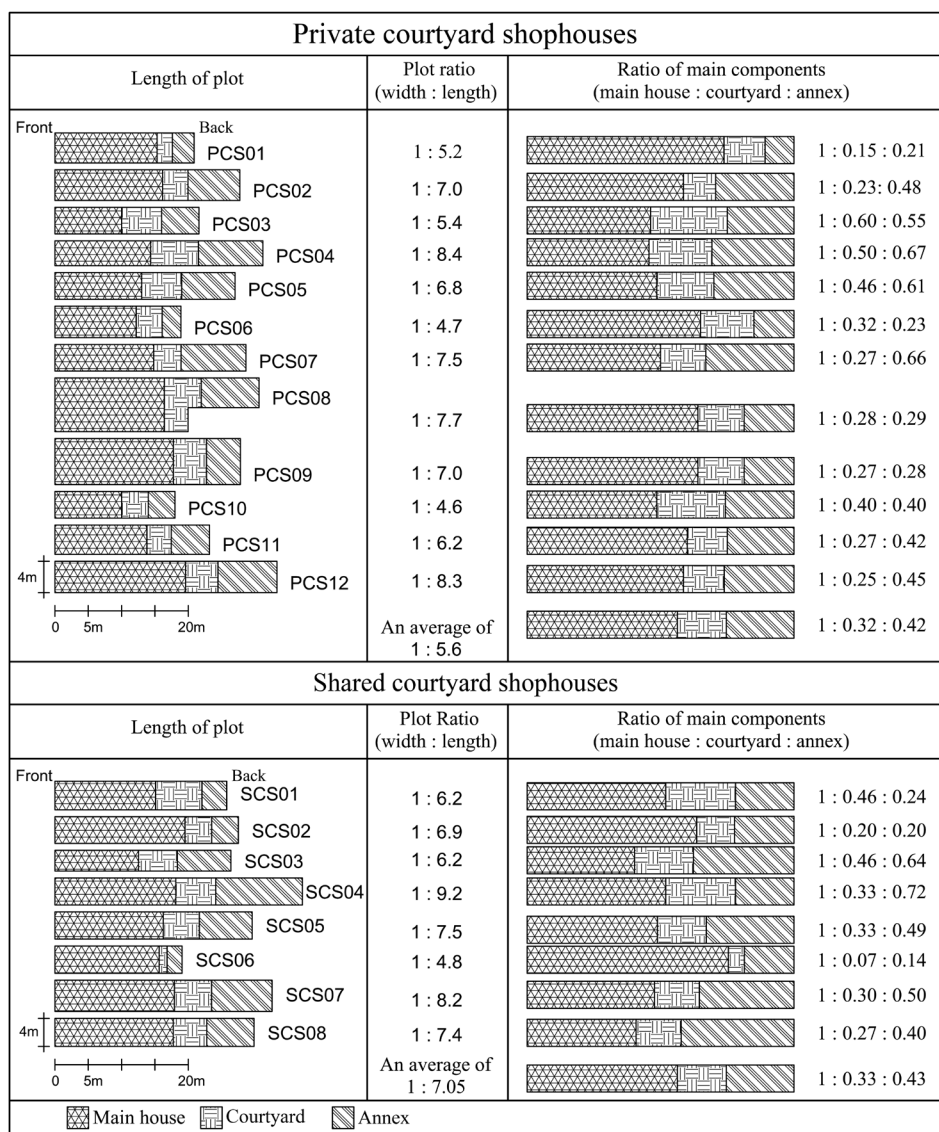 Private courtyard shophouses
Length of plot
Plot ratio
(width : length)
Ratio of main components
(main house : courtyard : annex)
Front Back
PCS01 1 : 5.2 1 : 0.15 : 0.21
PCS02 1 : 7.0 1 : 0.23: 0.48
PCS03 1 : 5.4 1 : 0.60 : 0.55
PCS04 1 : 8.4 1 : 0.50 : 0.67
PCS05 1 : 6.8 1 : 0.46 : 0.61
PCS06 1 : 4.7 1 : 0.32 : 0.23
PCS07 1 : 7.5 1 : 0.27 : 0.66
PCS08 1 : 7.7 1 : 0.28 : 0.29
PCS09 1 : 7.0 1 : 0.27 : 0.28
PCS10 1 : 4.6 1 : 0.40 : 0.40
PCS11 1 : 6.2 1 : 0.27 : 0.42
4m PCS12 1 : 8.3 1 : 0.25 : 0.45
0 5m 20m
An average of
1 : 5.6
1 : 0.32 : 0.42
Shared courtyard shophouses
Length of plot
Plot Ratio
(width : length)
Ratio of main components
(main house : courtyard : annex)
Front Back
SCS01 1 : 6.2 1 : 0.46 : 0.24
SCS02 1 : 6.9 1 : 0.20 : 0.20
SCS03 1 : 6.2 1 : 0.46 : 0.64
SCS04 1 : 9.2 1 : 0.33 : 0.72
SCS05 1 : 7.5 1 : 0.33 : 0.49
SCS06 1 : 4.8 1 : 0.07 : 0.14
SCS07 1 : 8.2 1 : 0.30 : 0.50
4m SCS08 1 : 7.4 1 : 0.27 : 0.40
0 5m 20m
An average of
1 : 7.05
1 : 0.33 : 0.43
Main house Courtyard Annex